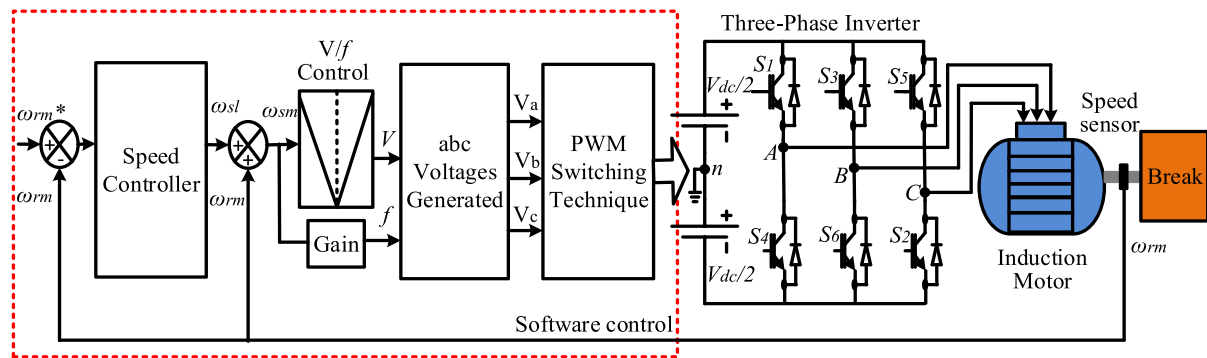 Three-Phase Inverter
V/f
Control
ωrm*
+
-
ωrm
Speed
Controller
ωsl
+
+
ωrm
ωsm
V
Gain
f
abc
Voltages
Generated
Va
Vb
Vc
PWM
Switching
Technique
Vdc/2
+
-
n
+
-
Vdc/2
S1
S3
S5
A
B
C
S4
S6
S2
Speed
sensor
Break
ωrm
Induction
Motor
Software control